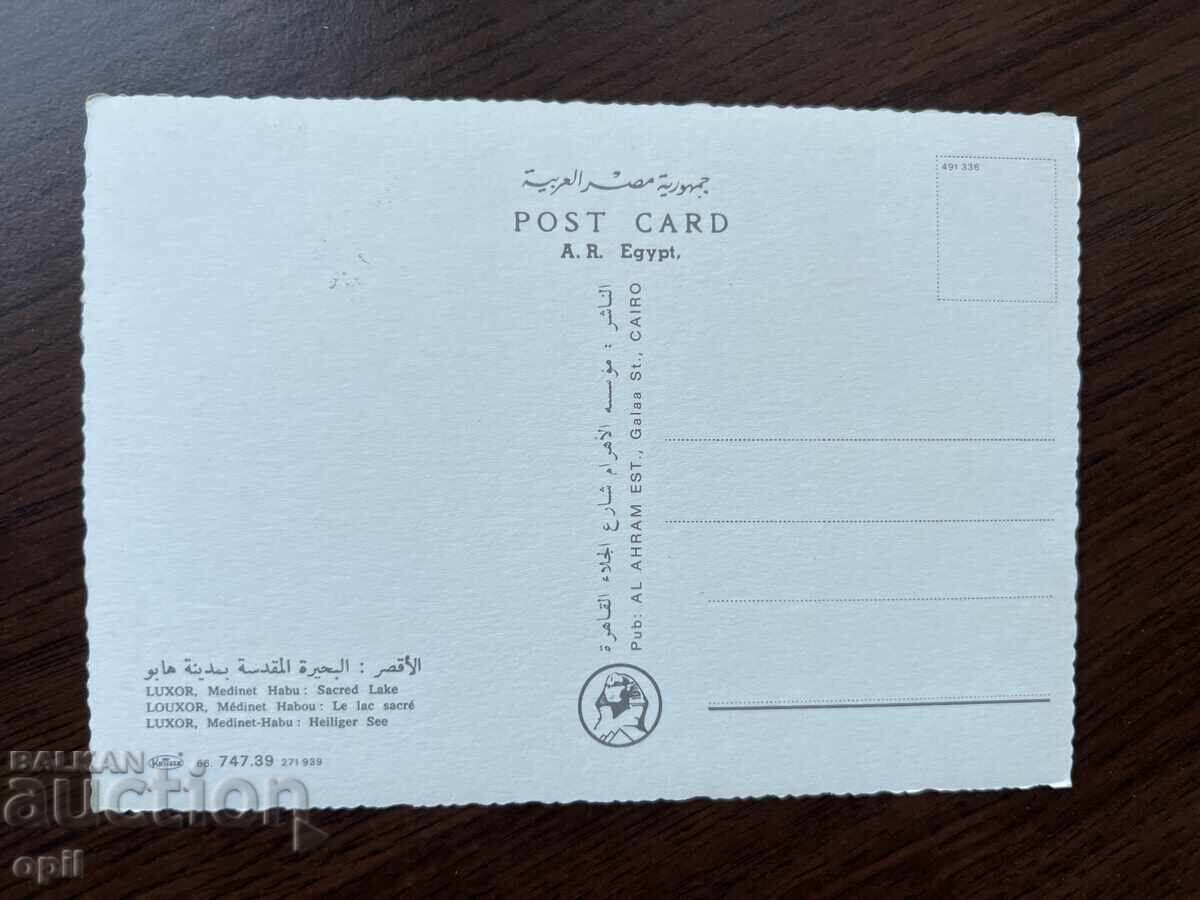 جمهورية مصر العربية
POST CARD
A. R. Egypt,
491 336
الناشر : مؤسسه الأهرام شارع الجلاء القاهرة
Pub: AL AHRAM EST., Galaa St., CAIRO
الأقصر : البحيرة المقدسة بمدينة هابو
LUXOR, Medinet Habu: Sacred Lake
LOUXOR, Médinet Habou: Le lac sacré
LUXOR, Medinet-Habu: Heiliger See
Krüger 66. 747.39 271 939
BALKAN
auction
opil